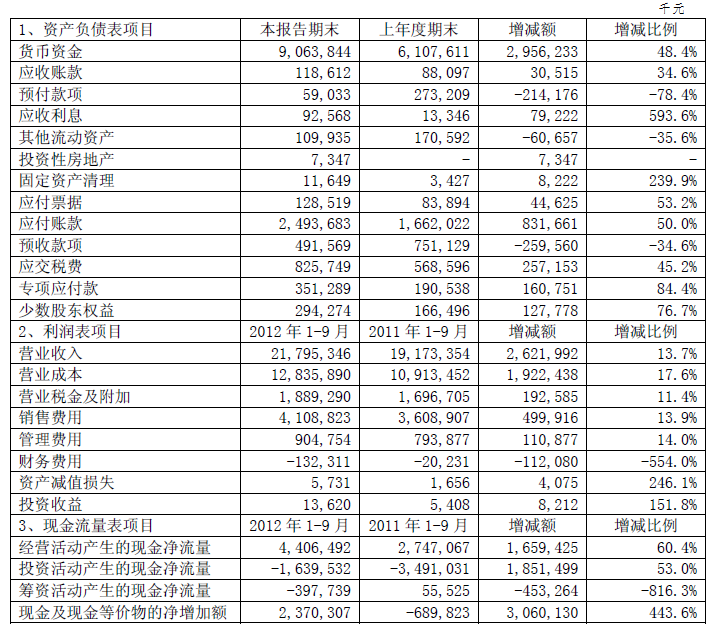 千元
1、资产负债表项目 本报告期末 上年度期末 增减额 增减比例
货币资金 9,063,844 6,107,611 2,956,233 48.4%
应收账款 118,612 88,097 30,515 34.6%
预付款项 59,033 273,209 -214,176 -78.4%
应收利息 92,568 13,346 79,222 593.6%
其他流动资产 109,935 170,592 -60,657 -35.6%
投资性房地产 7,347 - 7,347 -
固定资产清理 11,649 3,427 8,222 239.9%
应付票据 128,519 83,894 44,625 53.2%
应付账款 2,493,683 1,662,022 831,661 50.0%
预收款项 491,569 751,129 -259,560 -34.6%
应交税费 825,749 568,596 257,153 45.2%
专项应付款 351,289 190,538 160,751 84.4%
少数股东权益 294,274 166,496 127,778 76.7%
2、利润表项目 2012 年 1-9 月 2011 年 1-9 月 增减额 增减比例
营业收入 21,795,346 19,173,354 2,621,992 13.7%
营业成本 12,835,890 10,913,452 1,922,438 17.6%
营业税金及附加 1,889,290 1,696,705 192,585 11.4%
销售费用 4,108,823 3,608,907 499,916 13.9%
管理费用 904,754 793,877 110,877 14.0%
财务费用 -132,311 -20,231 -112,080 -554.0%
资产减值损失 5,731 1,656 4,075 246.1%
投资收益 13,620 5,408 8,212 151.8%
3、现金流量表项目 2012 年 1-9 月 2011 年 1-9 月 增减额 增减比例
经营活动产生的现金净流量 4,406,492 2,747,067 1,659,425 60.4%
投资活动产生的现金净流量 -1,639,532 -3,491,031 1,851,499 53.0%
筹资活动产生的现金净流量 -397,739 55,525 -453,264 -816.3%
现金及现金等价物的净增加额 2,370,307 -689,823 3,060,130 443.6%